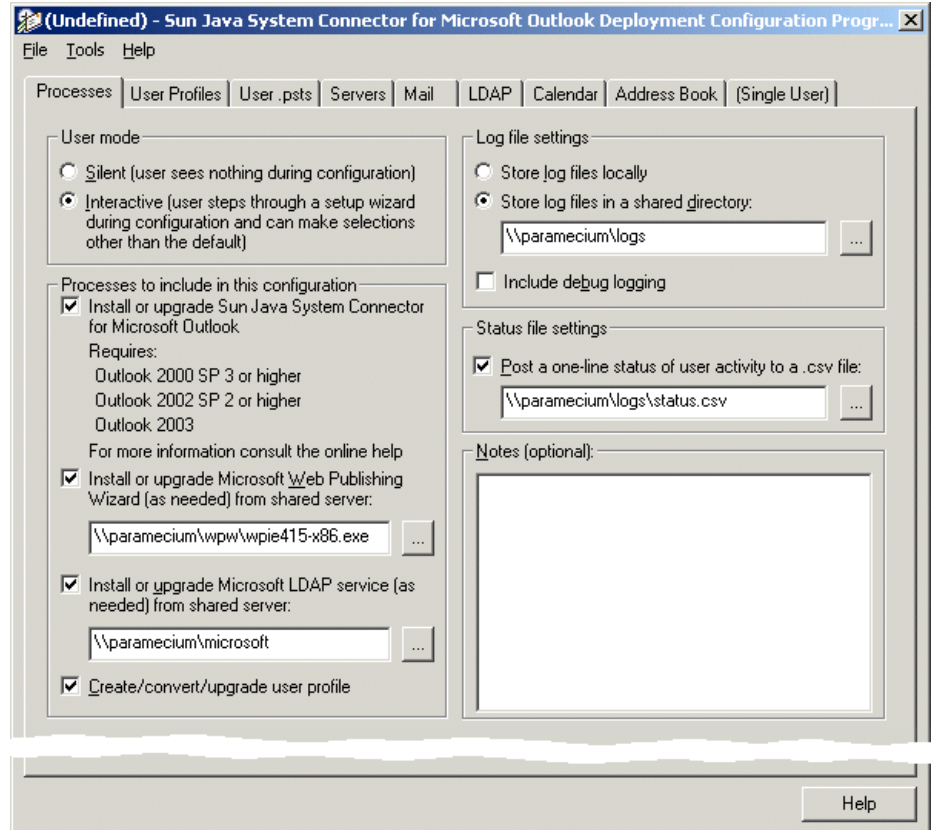 (Undefined) - Sun Java System Connector for Microsoft Outlook Deployment Configuration Progr...
File Tools Help
Processes User Profiles User .psts Servers Mail LDAP Calendar Address Book (Single User)
User mode
Silent (user sees nothing during configuration)
Interactive (user steps through a setup wizard
during configuration and can make selections
other than the default)
Processes to include in this configuration
Install or upgrade Sun Java System Connector
for Microsoft Outlook
Requires:
Outlook 2000 SP 3 or higher
Outlook 2002 SP 2 or higher
Outlook 2003
For more information consult the online help
Install or upgrade Microsoft Web Publishing
Wizard (as needed) from shared server:
\\paramecium\wpw\wpie415-x86.exe
...
Install or upgrade Microsoft LDAP service (as
needed) from shared server:
\\paramecium\microsoft
...
Create/convert/upgrade user profile
Log file settings
Store log files locally
Store log files in a shared directory:
\\paramecium\logs
...
Include debug logging
Status file settings
Post a one-line status of user activity to a .csv file:
\\paramecium\logs\status.csv
...
Notes (optional):
Help